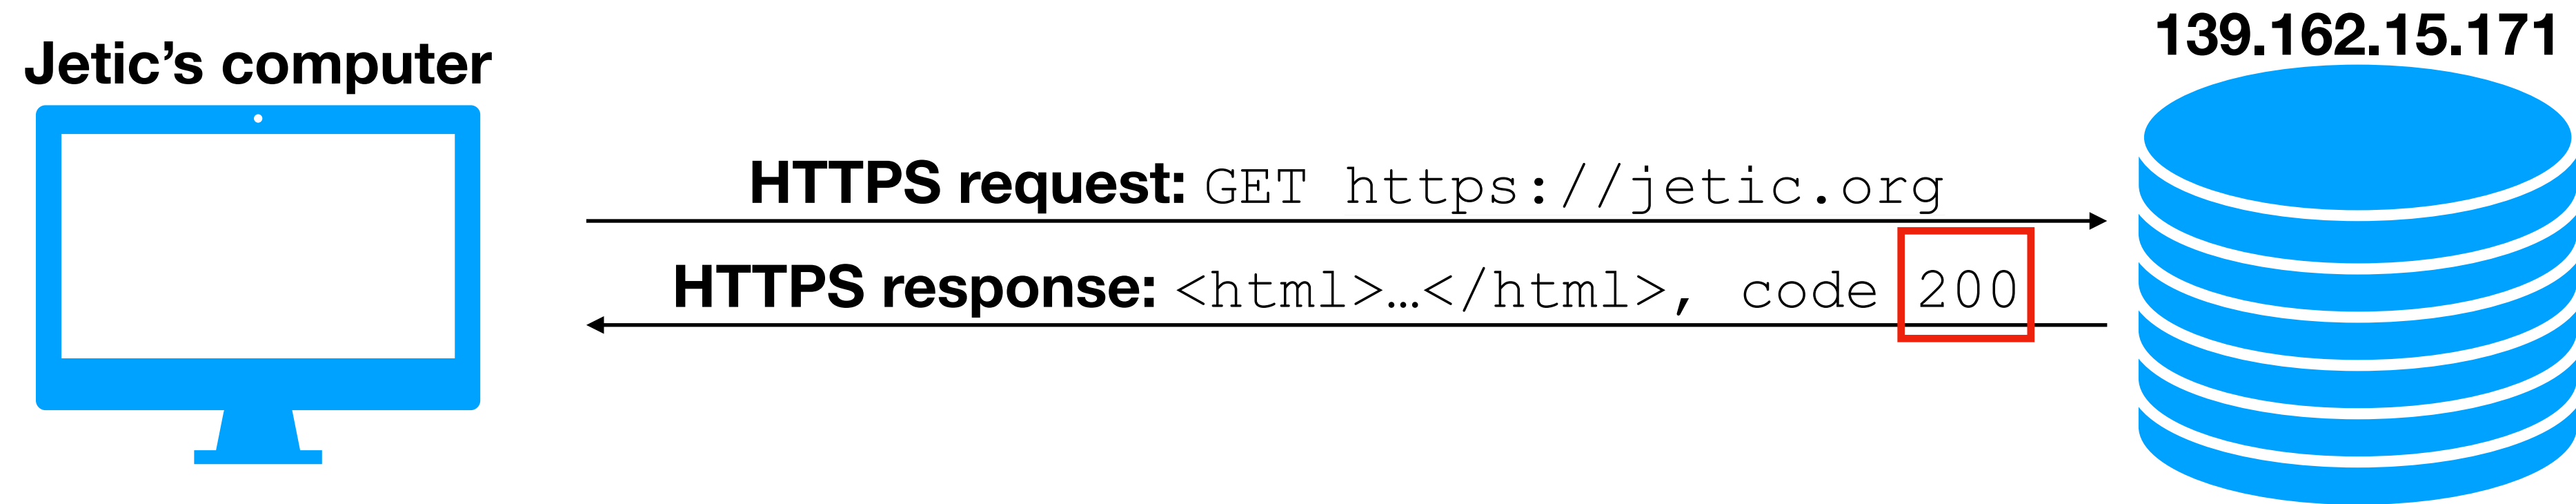 Jetic’s computer
139.162.15.171
HTTPS request: GET https://jetic.org
HTTPS response: <html>…</html>, code 200